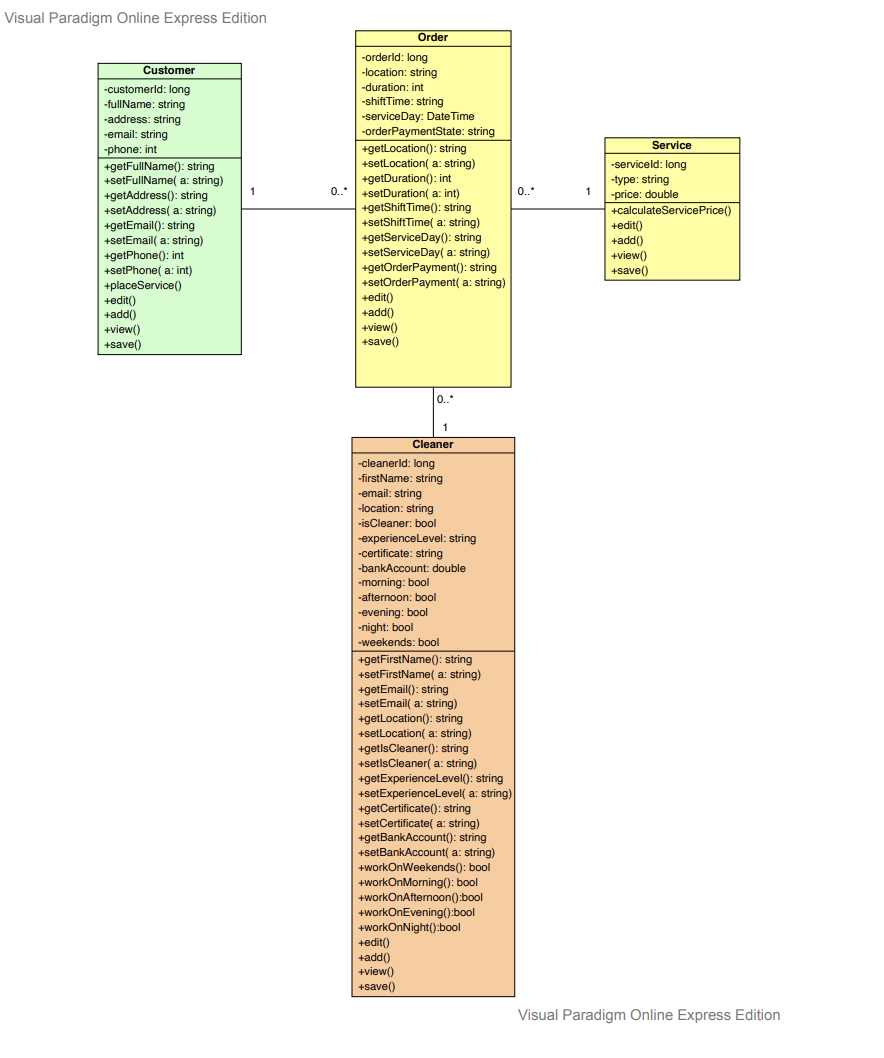 Visual Paradigm Online Express Edition
Customer
-customerId: long
-fullName: string
-address: string
-email: string
-phone: int
+getFullName(): string
+setFullName( a: string)
+getAddress(): string
+setAddress( a: string)
+getEmail(): string
+setEmail( a: string)
+getPhone(): int
+setPhone( a: int)
+placeService()
+edit()
+add()
+view()
+save()
1
0..*
Order
-orderId: long
-location: string
-duration: int
-shiftTime: string
-serviceDay: DateTime
-orderPaymentState: string
+getLocation(): string
+setLocation( a: string)
+getDuration(): int
+setDuration( a: int)
+getShiftTime(): string
+setShiftTime( a: string)
+getServiceDay(): string
+setServiceDay( a: string)
+getOrderPayment(): string
+setOrderPayment( a: string)
+edit()
+add()
+view()
+save()
0..*
1
Service
-serviceId: long
-type: string
-price: double
+calculateServicePrice()
+edit()
+add()
+view()
+save()
0..*
1
Cleaner
-cleanerId: long
-firstName: string
-email: string
-location: string
-isCleaner: bool
-experienceLevel: string
-certificate: string
-bankAccount: double
-morning: bool
-afternoon: bool
-evening: bool
-night: bool
-weekends: bool
+getFirstName(): string
+setFirstName( a: string)
+getEmail(): string
+setEmail( a: string)
+getLocation(): string
+setLocation( a: string)
+getIsCleaner(): string
+setIsCleaner( a: string)
+getExperienceLevel(): string
+setExperienceLevel( a: string)
+getCertificate(): string
+setCertificate( a: string)
+getBankAccount(): string
+setBankAccount( a: string)
+workOnWeekends(): bool
+workOnMorning(): bool
+workOnAfternoon():bool
+workOnEvening():bool
+workOnNight():bool
+edit()
+add()
+view()
+save()
Visual Paradigm Online Express Edition